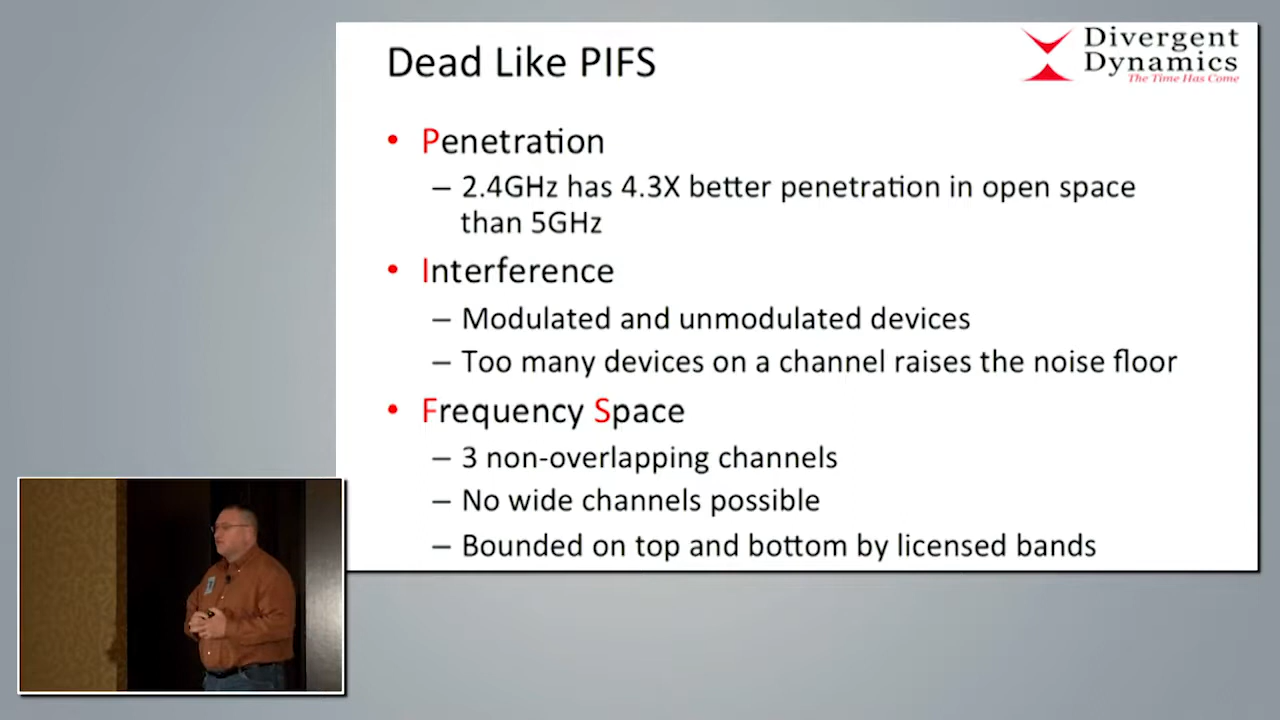 Dead Like PIFS
Divergent
Dynamics
The Time Has Come
• Penetration
– 2.4GHz has 4.3X better penetration in open space
than 5GHz
• Interference
– Modulated and unmodulated devices
– Too many devices on a channel raises the noise floor
• Frequency Space
– 3 non-overlapping channels
– No wide channels possible
– Bounded on top and bottom by licensed bands